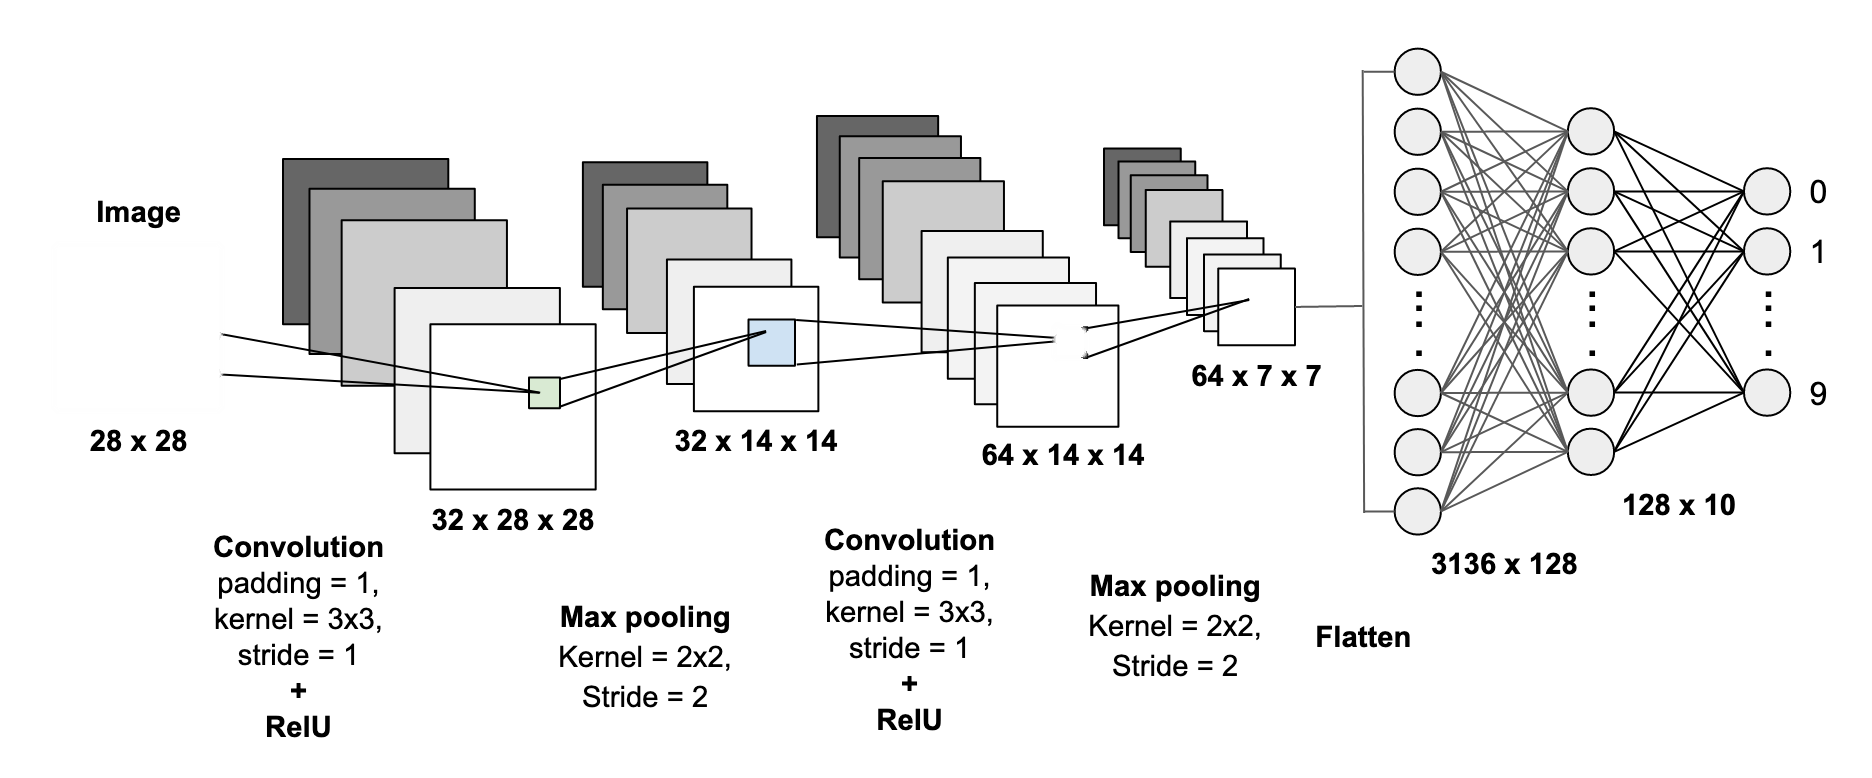 Image
28 x 28
32 x 28 x 28
Convolution
padding = 1,
kernel = 3x3,
stride = 1
+
RelU
32 x 14 x 14
Max pooling
Kernel = 2x2,
Stride = 2
64 x 14 x 14
Convolution
padding = 1,
kernel = 3x3,
stride = 1
+
RelU
64 x 7 x 7
Max pooling
Kernel = 2x2,
Stride = 2
Flatten
3136 x 128
128 x 10
0
1
9